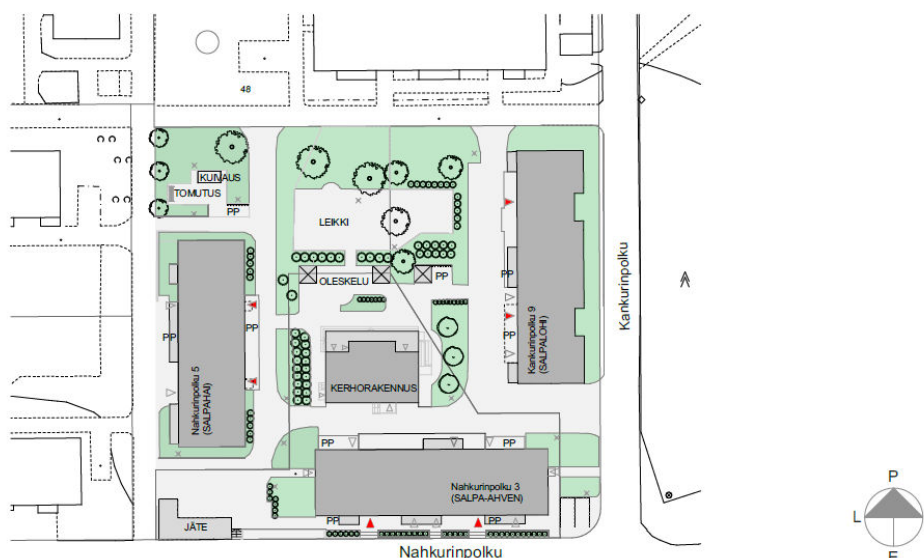 48
KUIVAUS
TOMUTUS
PP
LEIKKI
OLESKELU
PP
PP
PP
PP
PP
Nahkurinpolku 5
(SALPAHAI)
KERHORAKENNUS
Kankurinpolku 9
(SALPALOHI)
Kankurinpolku
PP
PP
Nahkurinpolku 3
(SALPA-AHVEN)
PP
PP
JÄTE
Nahkurinpolku
P
L
E